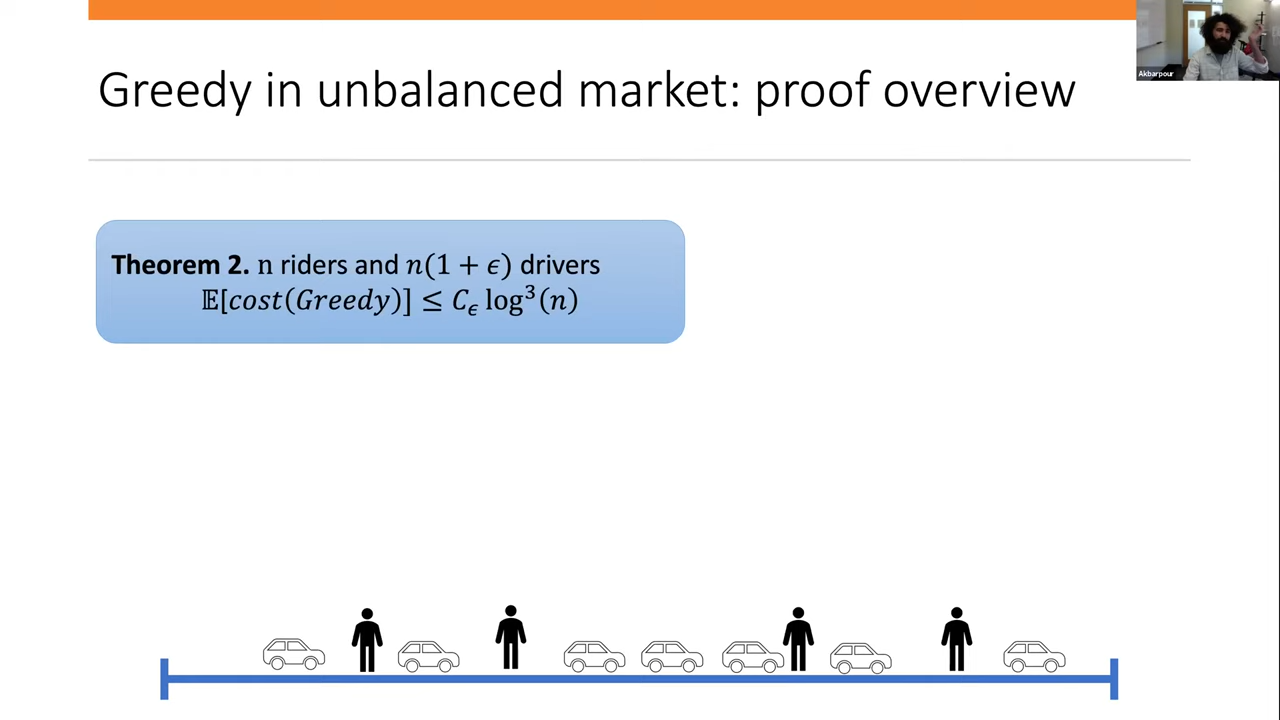 Akbarpour
Greedy in unbalanced market: proof overview
Theorem 2. n riders and n(1 + ϵ) drivers
𝔼[cost(Greedy)] ≤ C_ϵ log³(n)